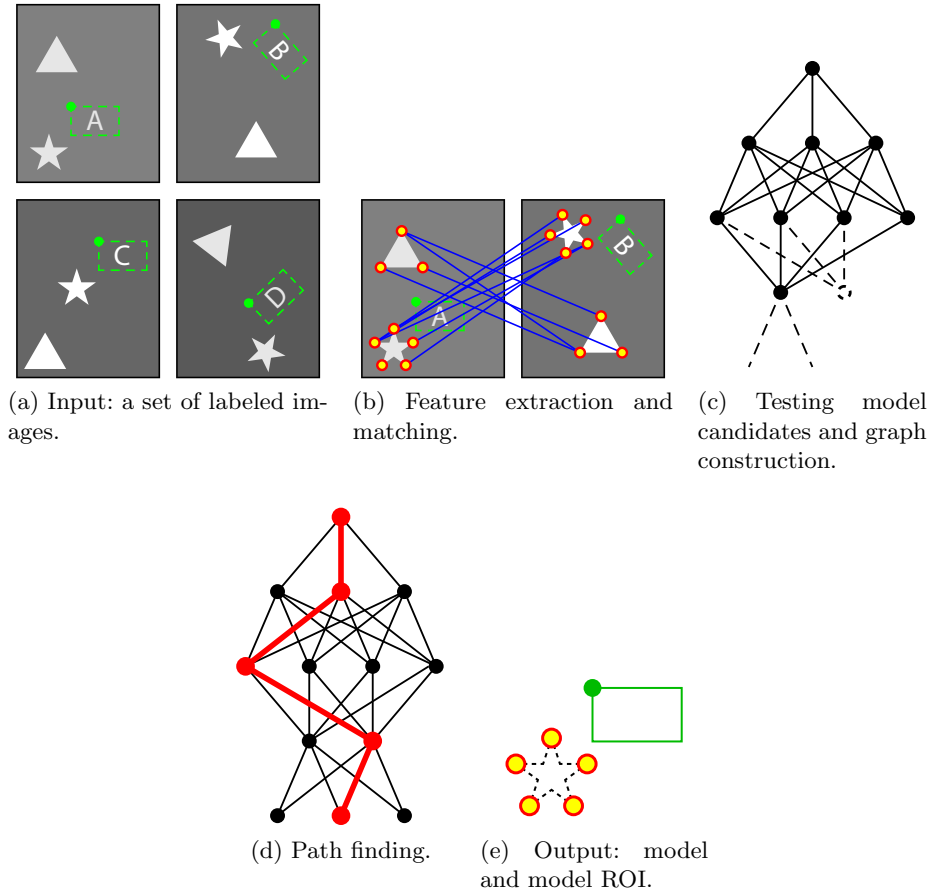 A
B
C
D
A
B
(a) Input: a set of labeled im-
ages.
(b) Feature extraction and
matching.
(c) Testing model
candidates and graph
construction.
(d) Path finding.
(e) Output: model
and model ROI.